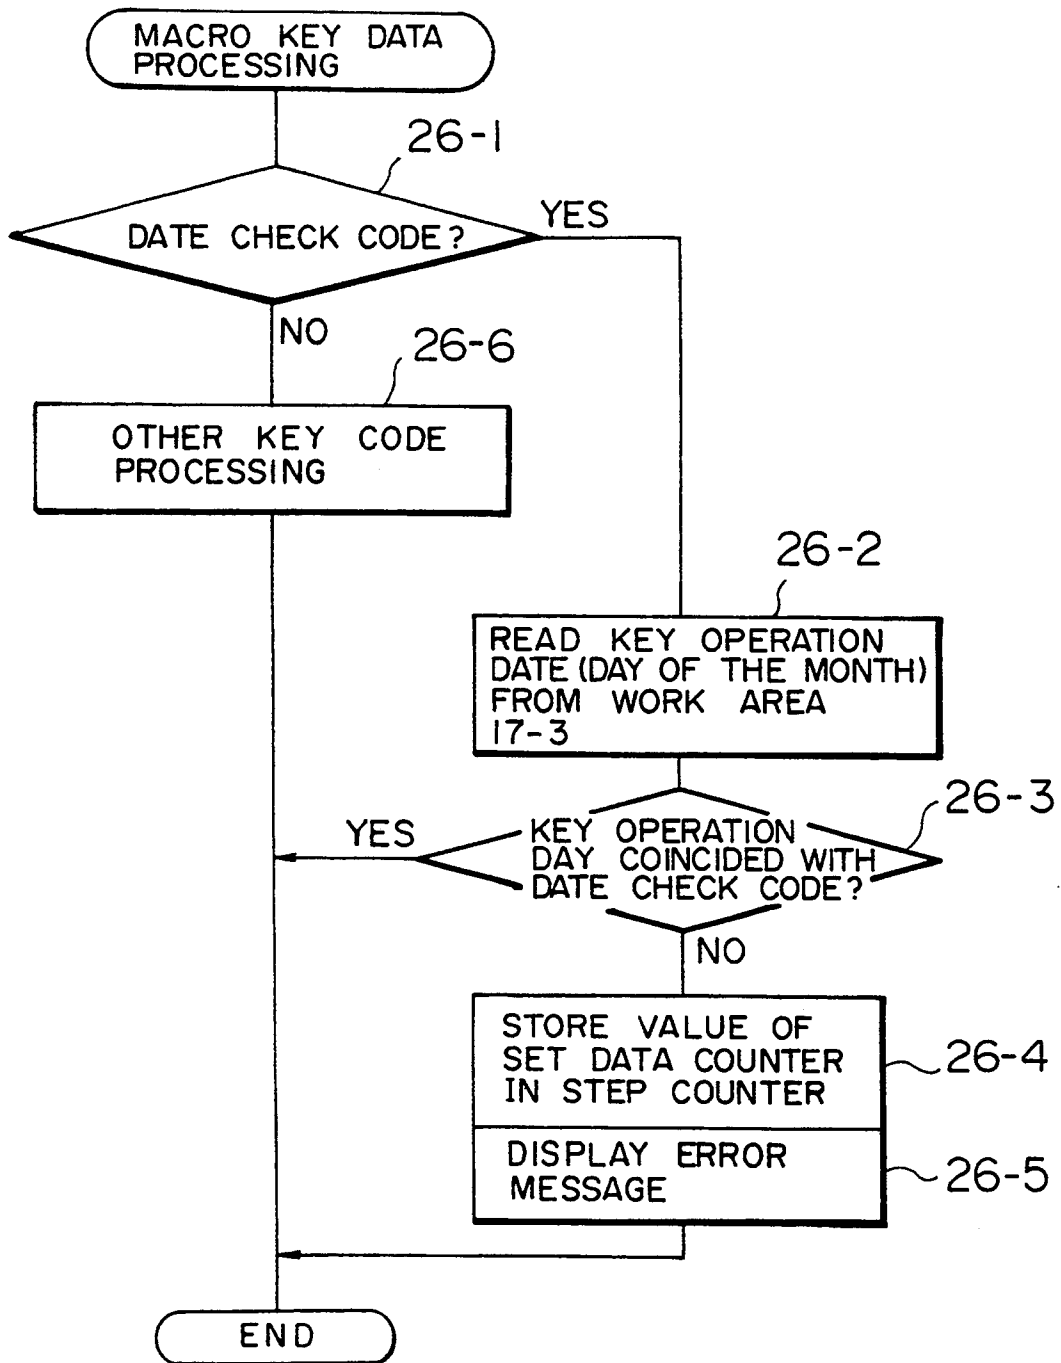 MACRO KEY DATA
PROCESSING
26-1
DATE CHECK CODE?
YES
NO
26-6
OTHER KEY CODE
PROCESSING
26-2
READ KEY OPERATION
DATE (DAY OF THE MONTH)
FROM WORK AREA
17-3
26-3
YES
KEY OPERATION
DAY COINCIDED WITH
DATE CHECK CODE?
NO
STORE VALUE OF
SET DATA COUNTER
IN STEP COUNTER
26-4
DISPLAY ERROR
MESSAGE
26-5
END